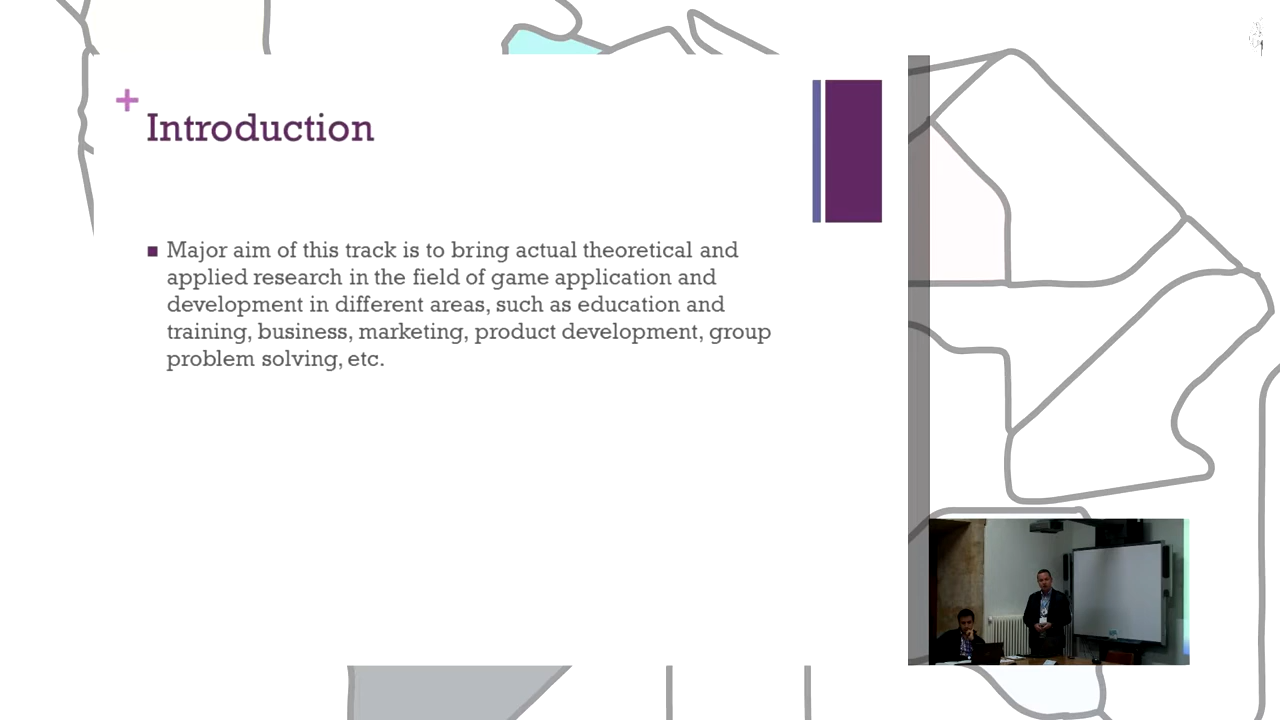 +
Introduction
Major aim of this track is to bring actual theoretical and
applied research in the field of game application and
development in different areas, such as education and
training, business, marketing, product development, group
problem solving, etc.